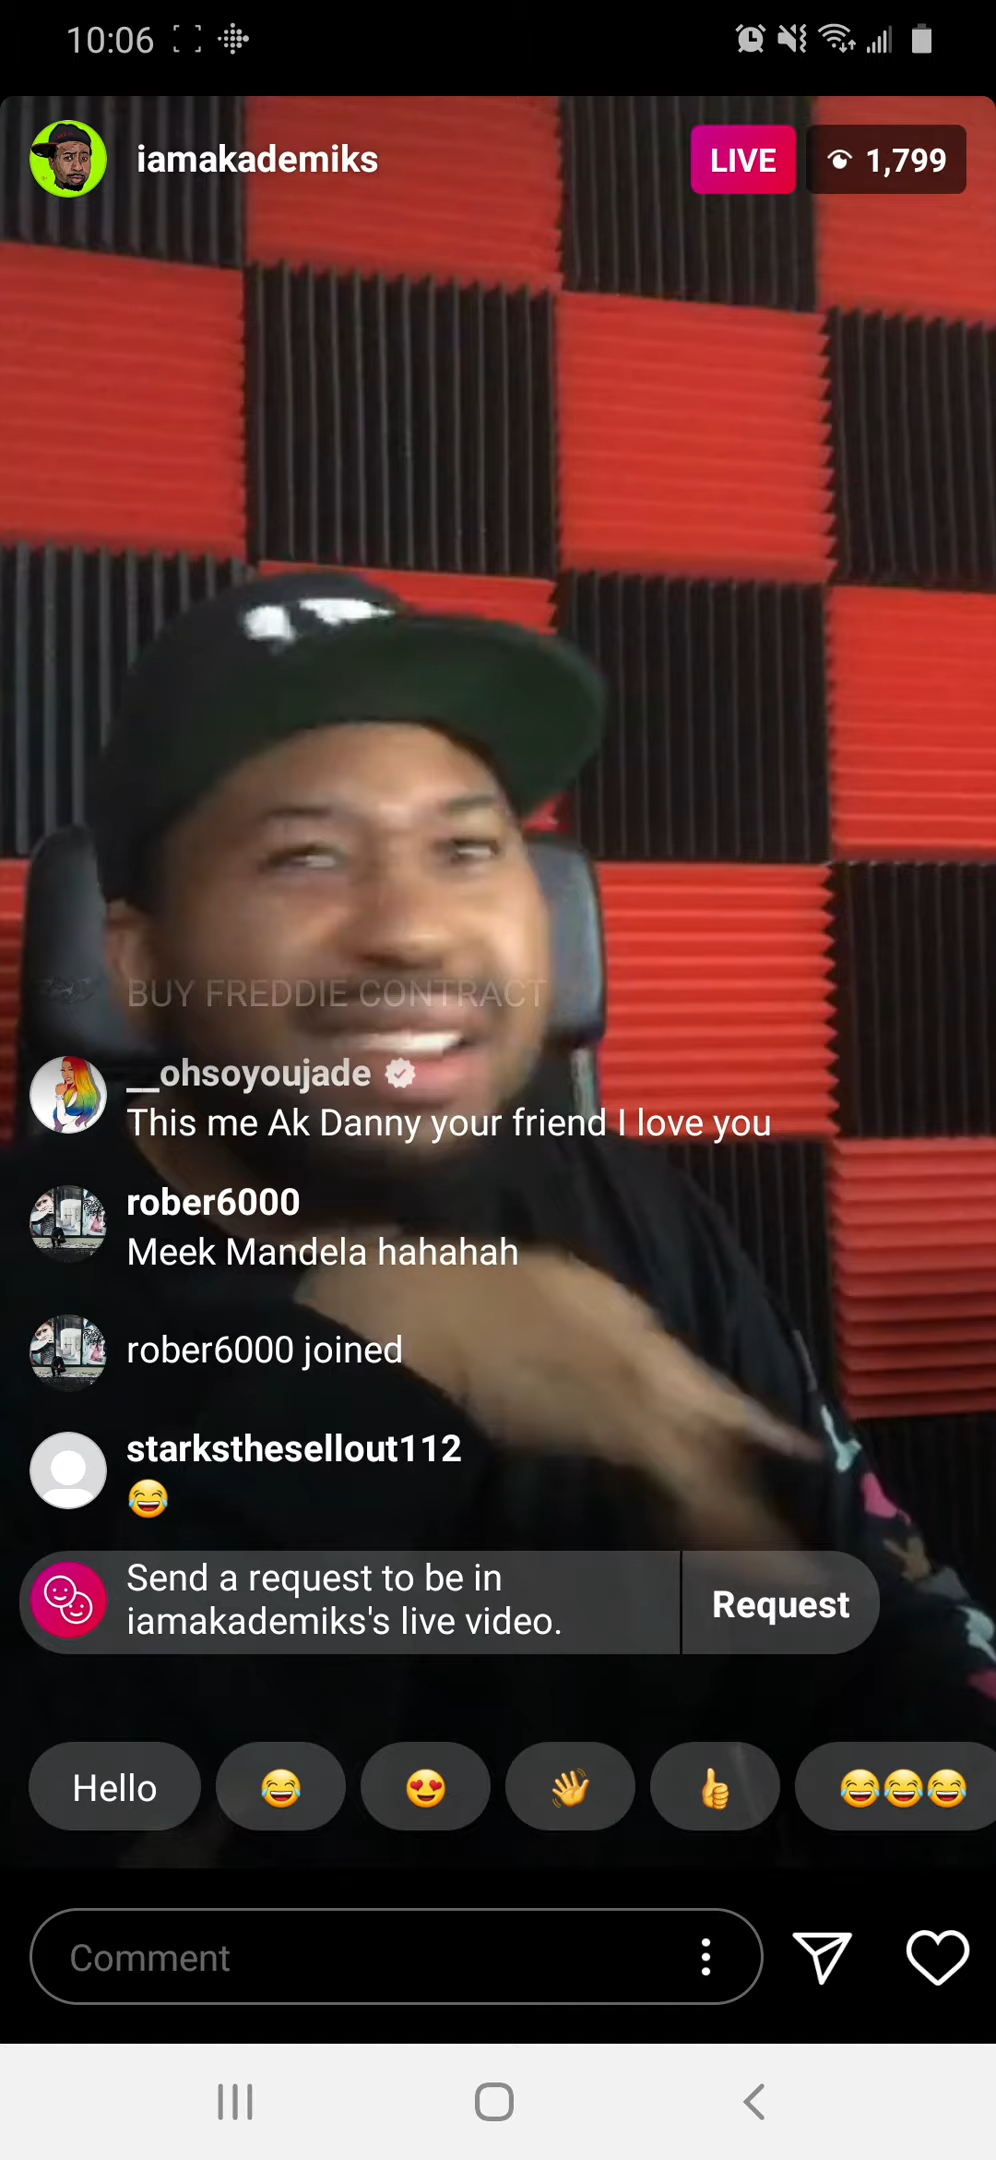 10:06
iamakademiks
LIVE
1,799
BUY FREDDIE CONTRACT
__ohsoyoujade
This me Ak Danny your friend I love you
rober6000
Meek Mandela hahahah
rober6000 joined
starksthesellout112
😂
Send a request to be in
iamakademiks's live video.
Request
Hello 😂 😍 👋 👍 😂😂😂
Comment